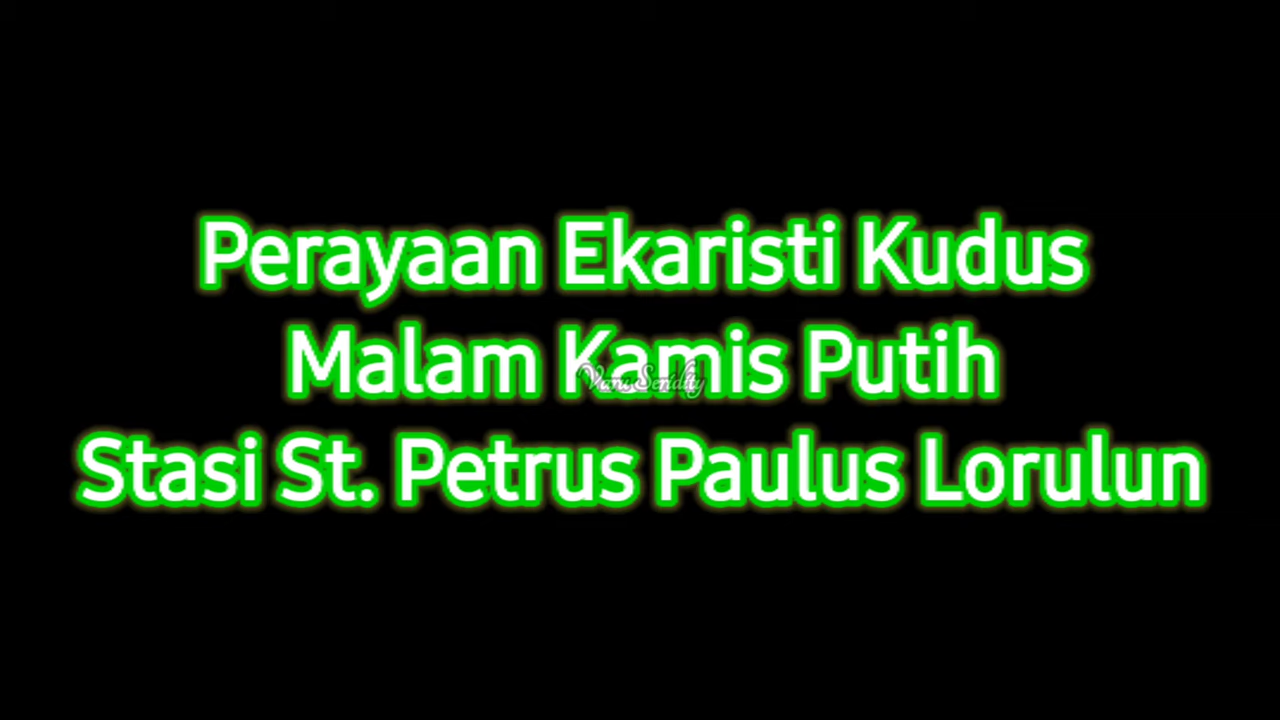 Perayaan Ekaristi Kudus
Malam Kamis Putih
Stasi St. Petrus Paulus Lorulun